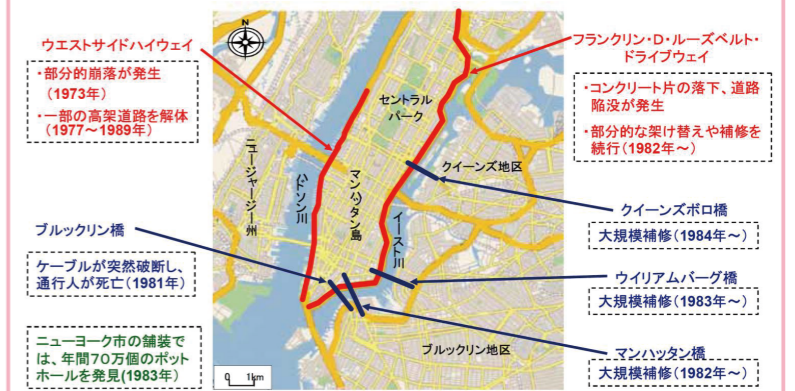 N
ウエストサイドハイウェイ
・部分的崩落が発生
(1973年)
・一部の高架道路を解体
(1977～1989年)
フランクリン・D・ルーズベルト・
ドライブウェイ
・コンクリート片の落下、道路
陥没が発生
・部分的な架け替えや補修を
続行(1982年～)
セントラル
パーク
ニュージャージー州
ハドソン川
マンハッタン島
イースト川
クイーンズ地区
ブルックリン橋
ケーブルが突然破断し、
通行人が死亡(1981年)
クイーンズボロ橋
大規模補修(1984年～)
ウイリアムバーグ橋
大規模補修(1983年～)
ニューヨーク市の舗装で
は、年間70万個のポット
ホールを発見(1983年)
ブルックリン地区
マンハッタン橋
大規模補修(1982年～)
0 1km